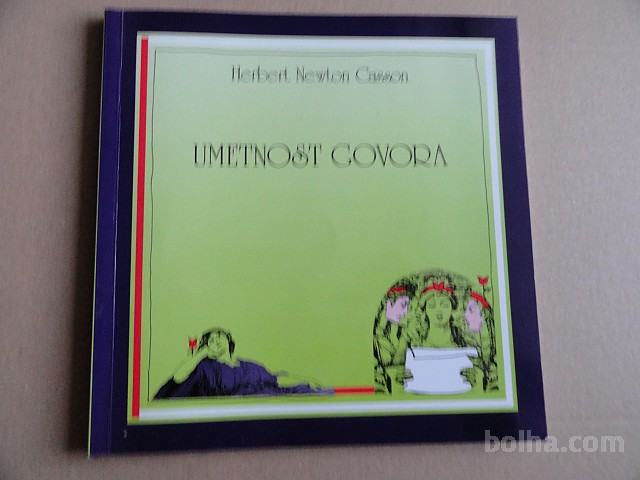 Herbert Newton Casson
UMETNOST GOVORA
bolha.com